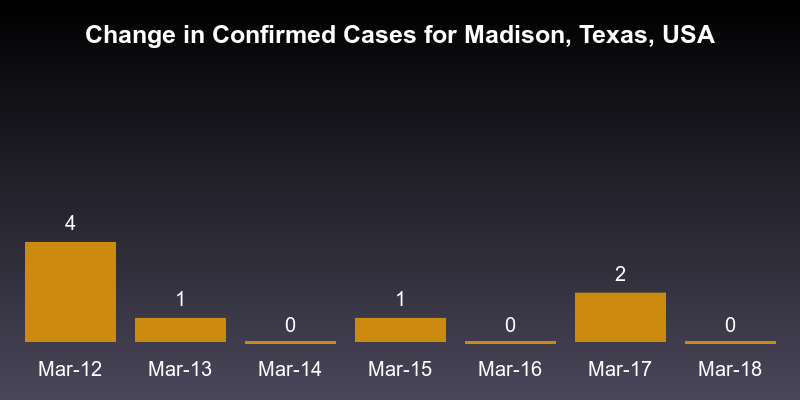 Change in Confirmed Cases for Madison, Texas, USA
4
1
0
1
0
2
0
Mar-12
Mar-13
Mar-14
Mar-15
Mar-16
Mar-17
Mar-18